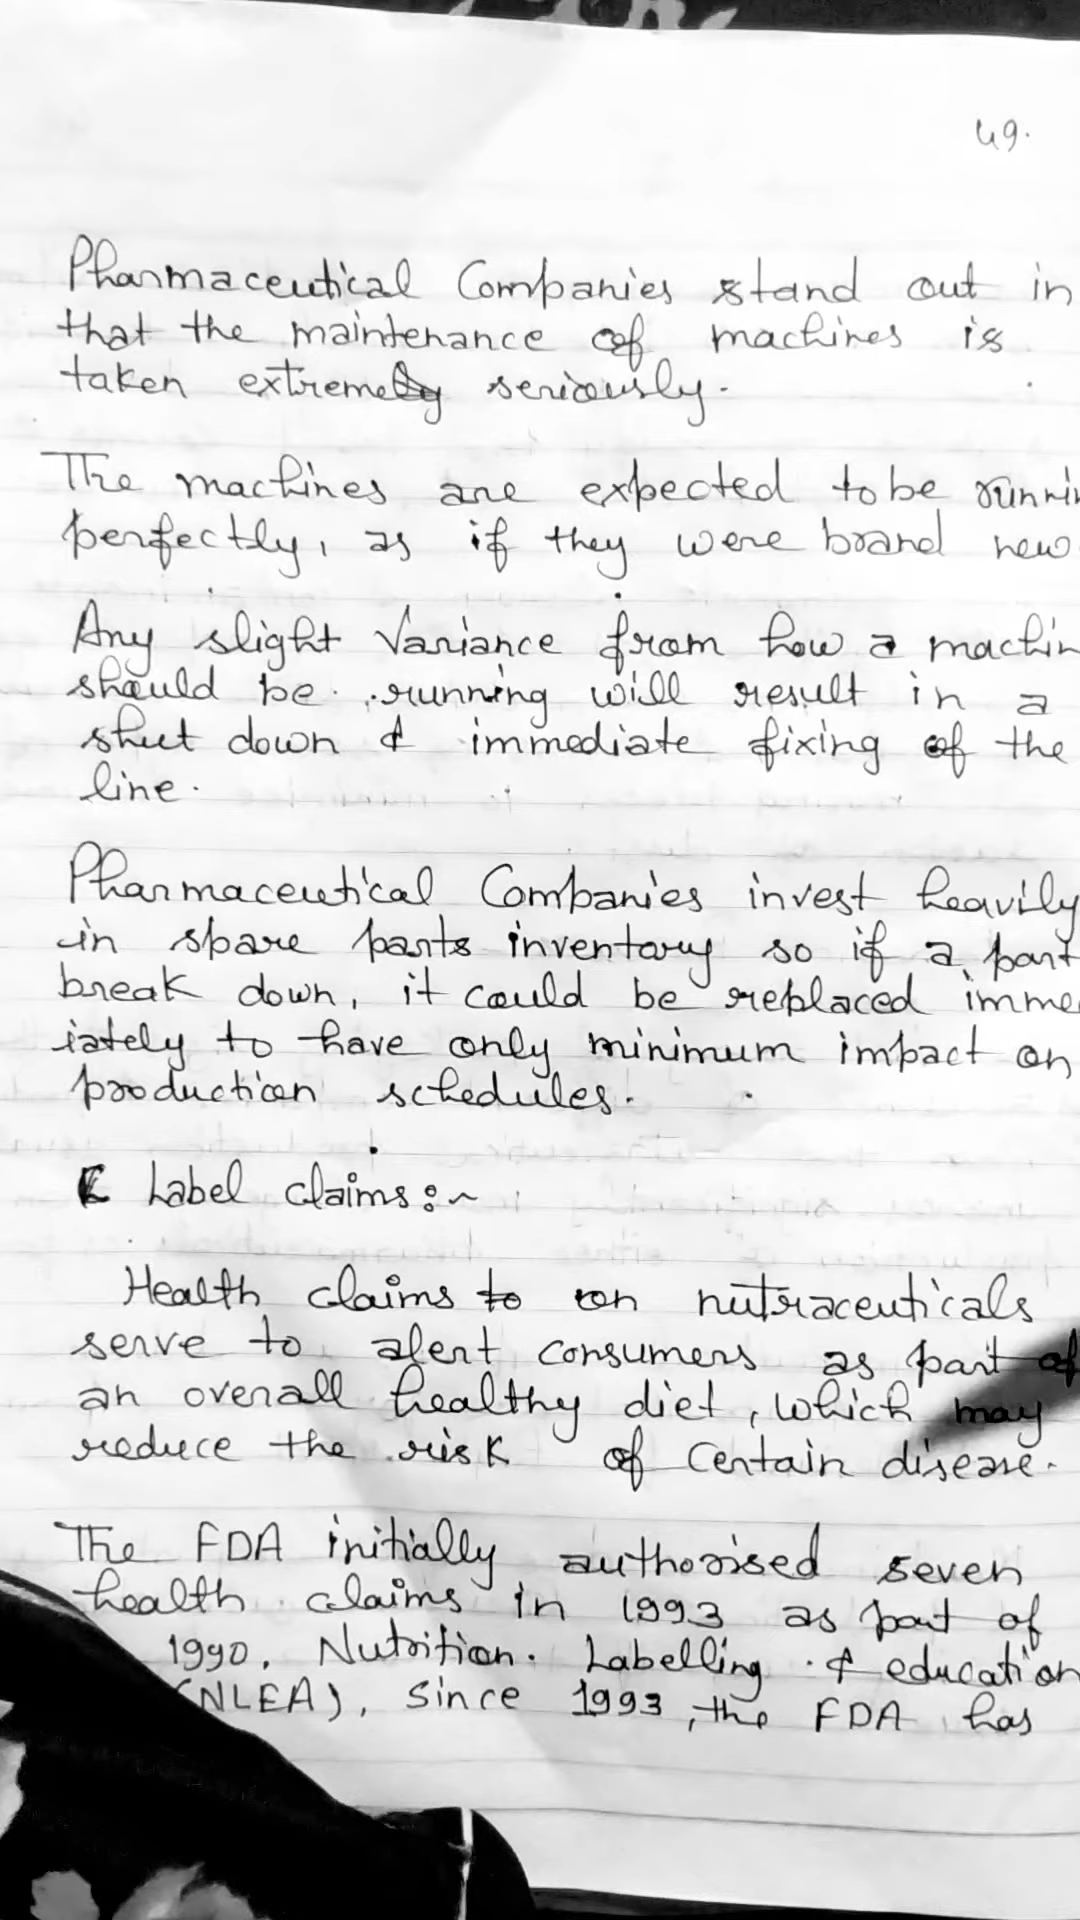 49.
Pharmaceutical Companies stand out in
that the maintenance of machines is
taken extremely seriously.
The machines are expected to be runnin
perfectly, as if they were brand new
Any slight Variance from how a machin
should be running will result in a
shut down & immediate fixing of the
line.
Pharmaceutical Companies invest heavily
in spare parts inventory so if a part
break down, it could be replaced imme
iately to have only minimum impact on
production schedules.
Label claims:~
Health claims to on nutraceuticals
serve to alert consumers as part of
an overall healthy diet, which may
reduce the risk of Certain disease.
The FDA initially authorised seven
health claims in 1993 as part of
1990. Nutrition. Labelling & education
(NLEA), Since 1993, the FDA has